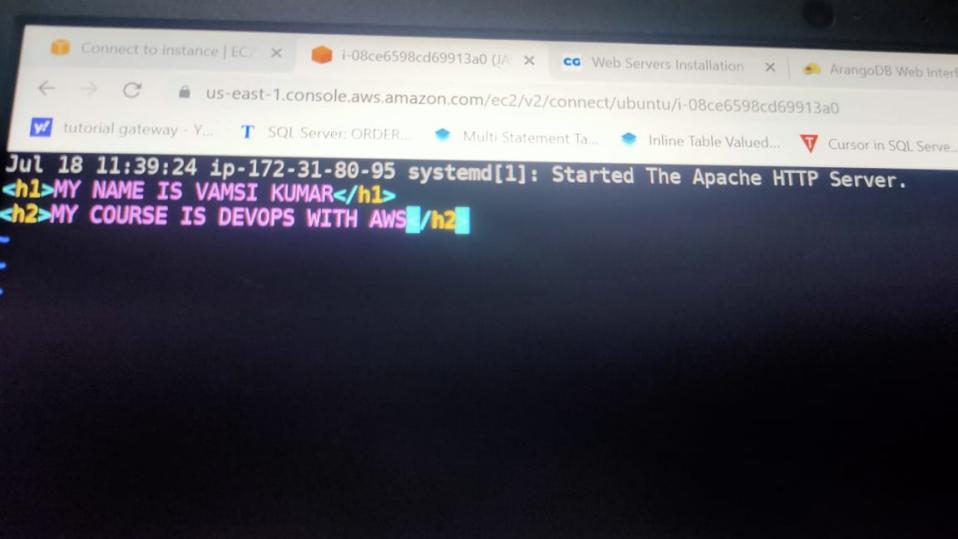 Connect to instance | EC2
i-08ce6598cd69913a0 (JA
CG Web Servers Installation
ArangoDB Web Interf
us-east-1.console.aws.amazon.com/ec2/v2/connect/ubuntu/i-08ce6598cd69913a0
y! tutorial gateway - Y...
T SQL Server: ORDER...
Multi Statement Ta...
Inline Table Valued...
T Cursor in SQL Serve...
Jul 18 11:39:24 ip-172-31-80-95 systemd[1]: Started The Apache HTTP Server.
<h1>MY NAME IS VAMSI KUMAR</h1>
<h2>MY COURSE IS DEVOPS WITH AWS</h2>
~
~
~